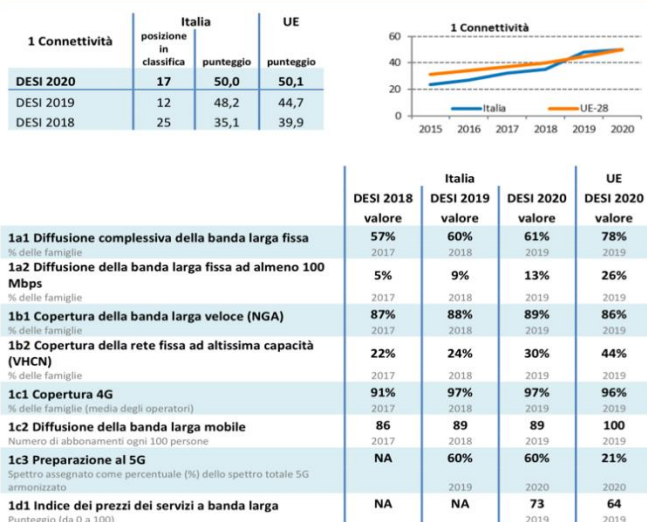 1 Connettività
Italia
UE
posizione
in
classifica
punteggio
punteggio
DESI 2020 17 50,0 50,1
DESI 2019 12 48,2 44,7
DESI 2018 25 35,1 39,9
1 Connettività
60
40
20
0
Italia
UE-28
2015 2016 2017 2018 2019 2020
Italia UE
DESI 2018 DESI 2019 DESI 2020 DESI 2020
valore valore valore valore
1a1 Diffusione complessiva della banda larga fissa 57% 60% 61% 78%
% delle famiglie 2017 2018 2019 2019
1a2 Diffusione della banda larga fissa ad almeno 100
Mbps
5% 9% 13% 26%
% delle famiglie 2017 2018 2019 2019
1b1 Copertura della banda larga veloce (NGA) 87% 88% 89% 86%
% delle famiglie 2017 2018 2019 2019
1b2 Copertura della rete fissa ad altissima capacità
(VHCN)
22% 24% 30% 44%
% delle famiglie 2017 2018 2019 2019
1c1 Copertura 4G 91% 97% 97% 96%
% delle famiglie (media degli operatori) 2017 2018 2019 2019
1c2 Diffusione della banda larga mobile 86 89 89 100
Numero di abbonamenti ogni 100 persone 2017 2018 2019 2019
1c3 Preparazione al 5G NA 60% 60% 21%
Spettro assegnato come percentuale (%) dello spettro totale 5G
armonizzato 2019 2020 2020
1d1 Indice dei prezzi dei servizi a banda larga NA NA 73 64
Punteggio (da 0 a 100) 2019 2019